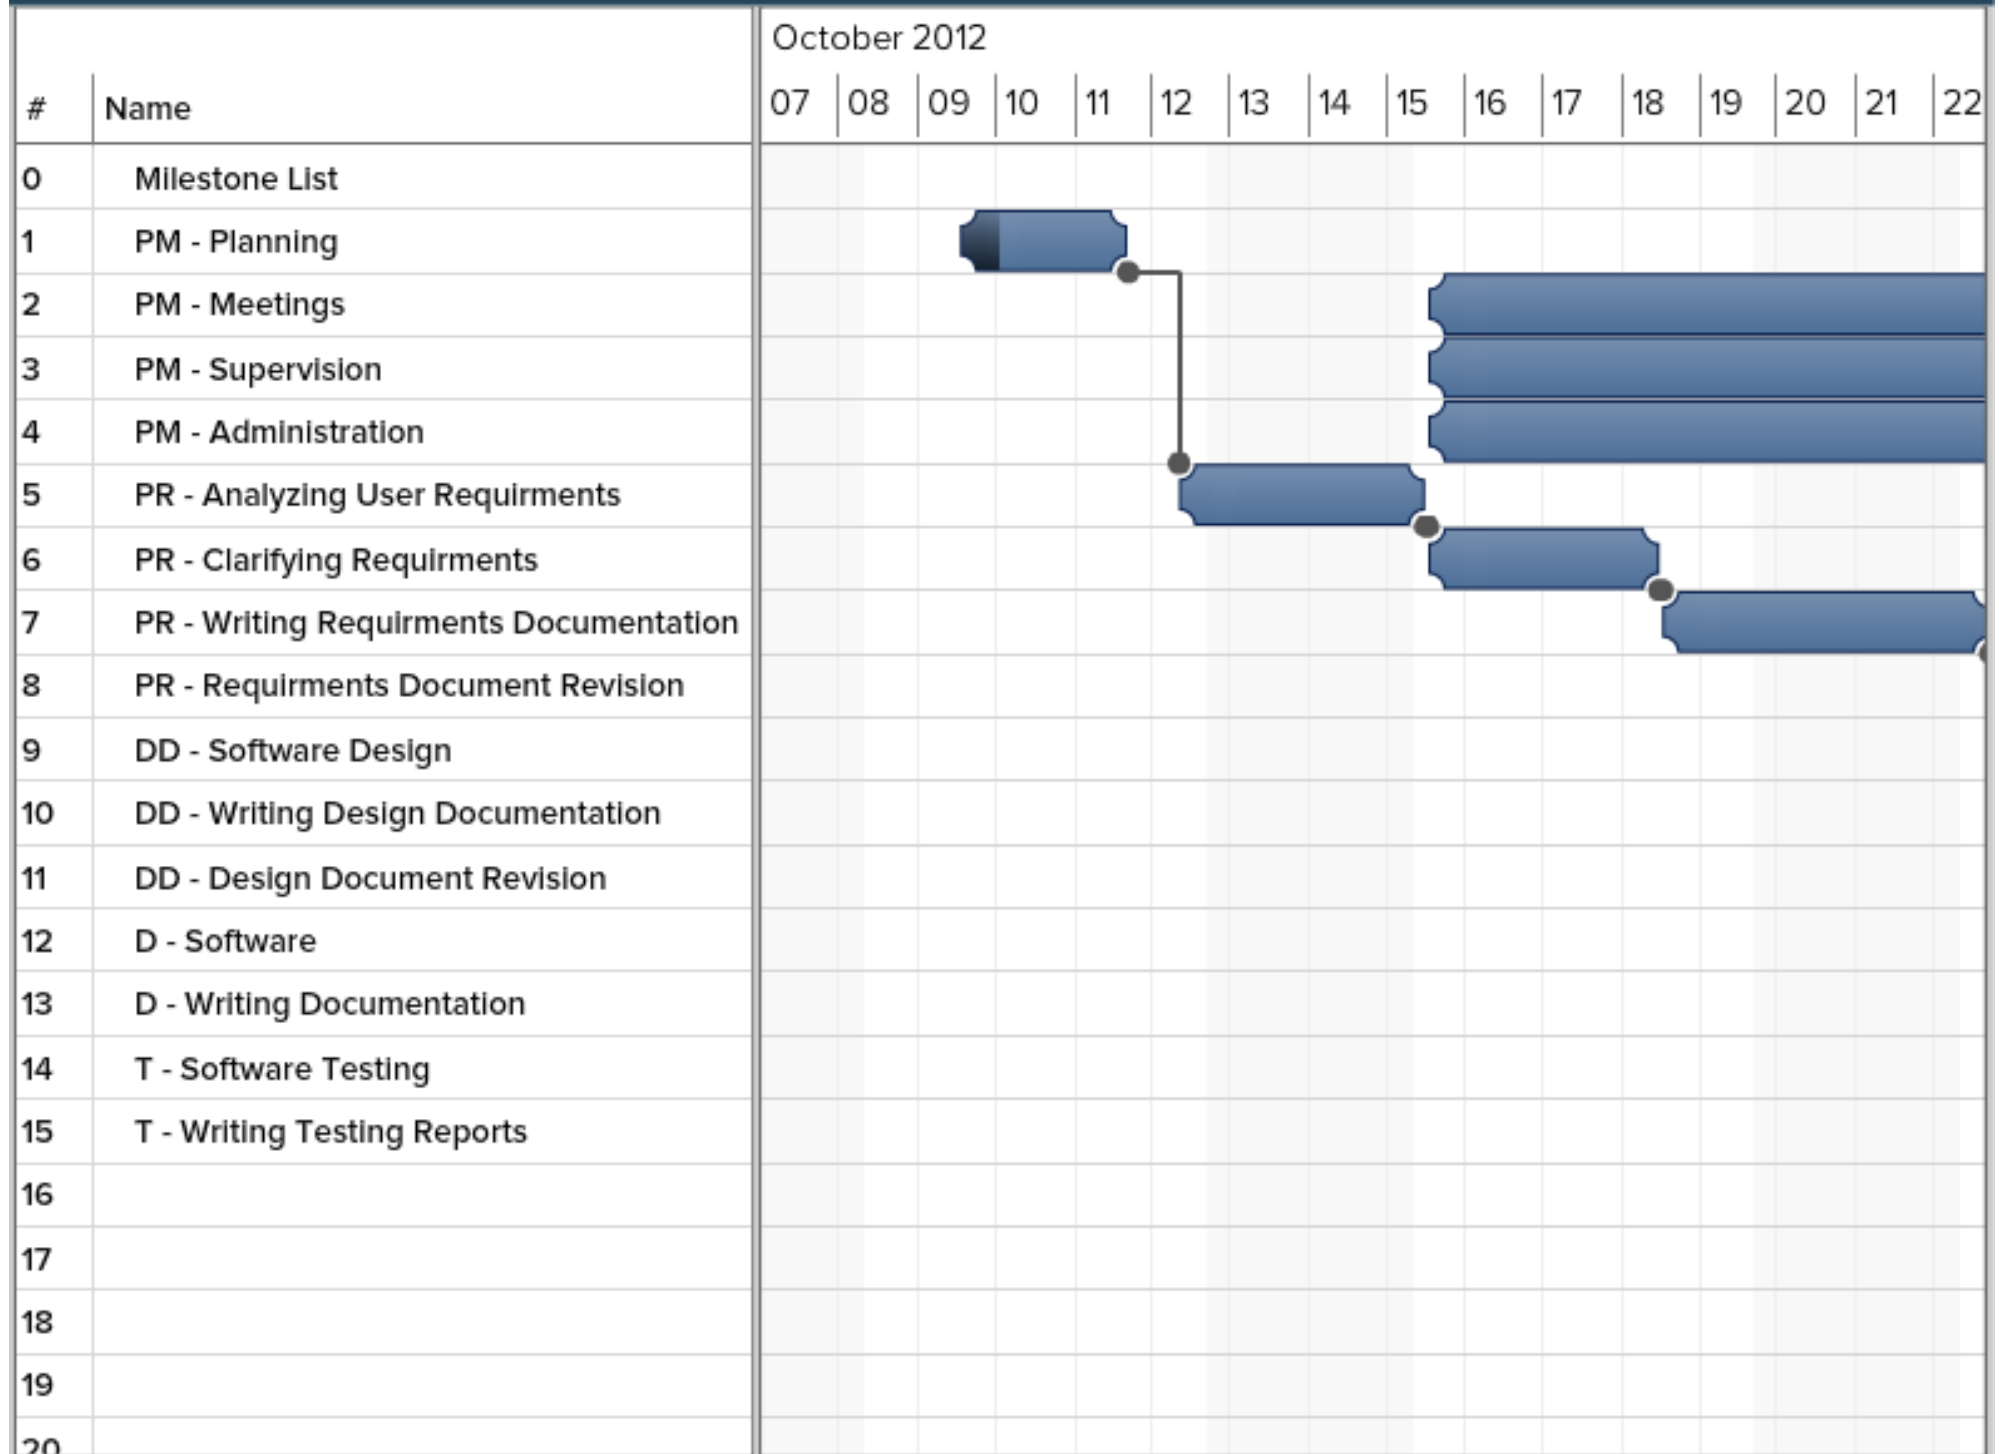 October 2012
# Name 07 08 09 10 11 12 13 14 15 16 17 18 19 20 21 22
0 Milestone List
1 PM - Planning
2 PM - Meetings
3 PM - Supervision
4 PM - Administration
5 PR - Analyzing User Requirments
6 PR - Clarifying Requirments
7 PR - Writing Requirments Documentation
8 PR - Requirments Document Revision
9 DD - Software Design
10 DD - Writing Design Documentation
11 DD - Design Document Revision
12 D - Software
13 D - Writing Documentation
14 T - Software Testing
15 T - Writing Testing Reports
16
17
18
19
20